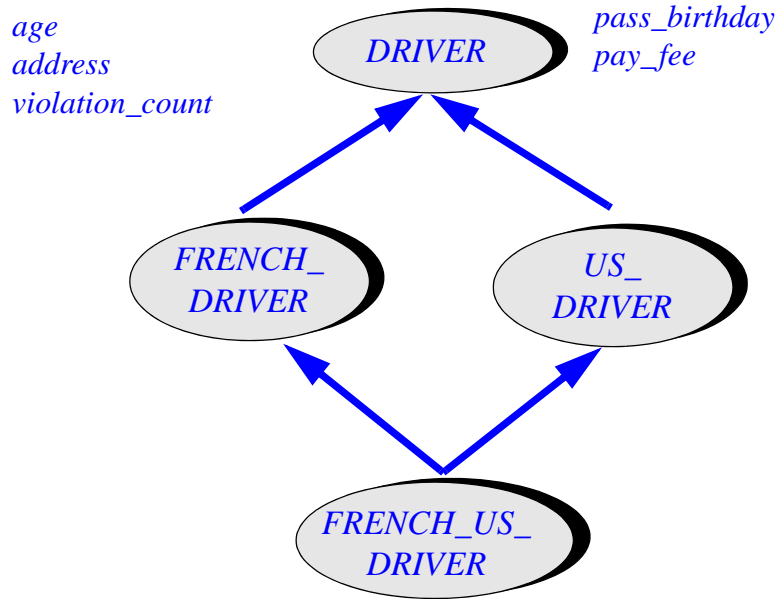 age
address
violation_count
DRIVER
pass_birthday
pay_fee
FRENCH_
DRIVER
US_
DRIVER
FRENCH_US_
DRIVER